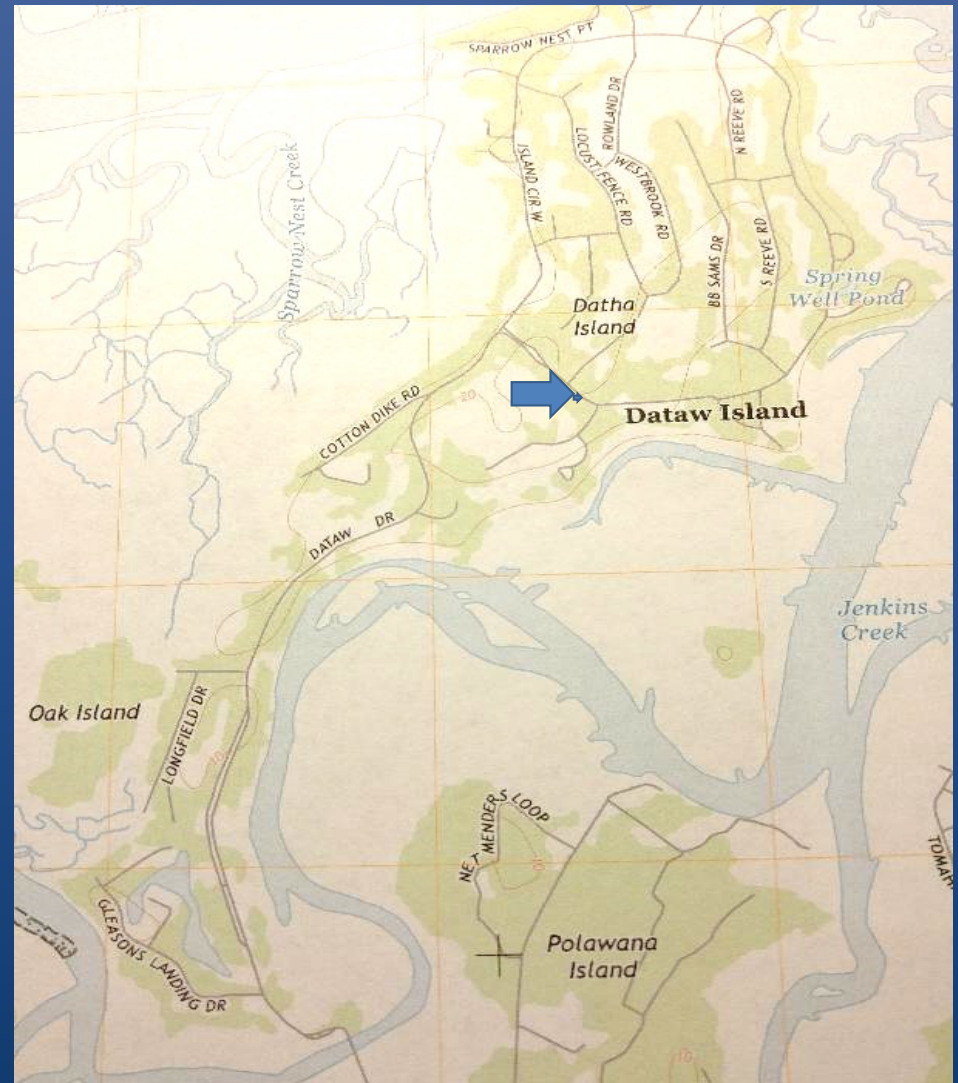 SPARROW NEST PT
ROWLAND DR
N REEVE RD
LOCUST FENCE RD
ISLAND CIR W
WESTBROOK RD
Sparrow Nest Creek
BB SAMS DR
S REEVE RD
Spring
Well Pond
Datha
Island
20
COTTON DIKE RD
Dataw Island
DATAW DR
Jenkins
Creek
Oak Island
LONGFIELD DR
10
NET MENDERS LOOP
10
GLEASONS LANDING DR
Polawana
Island
10